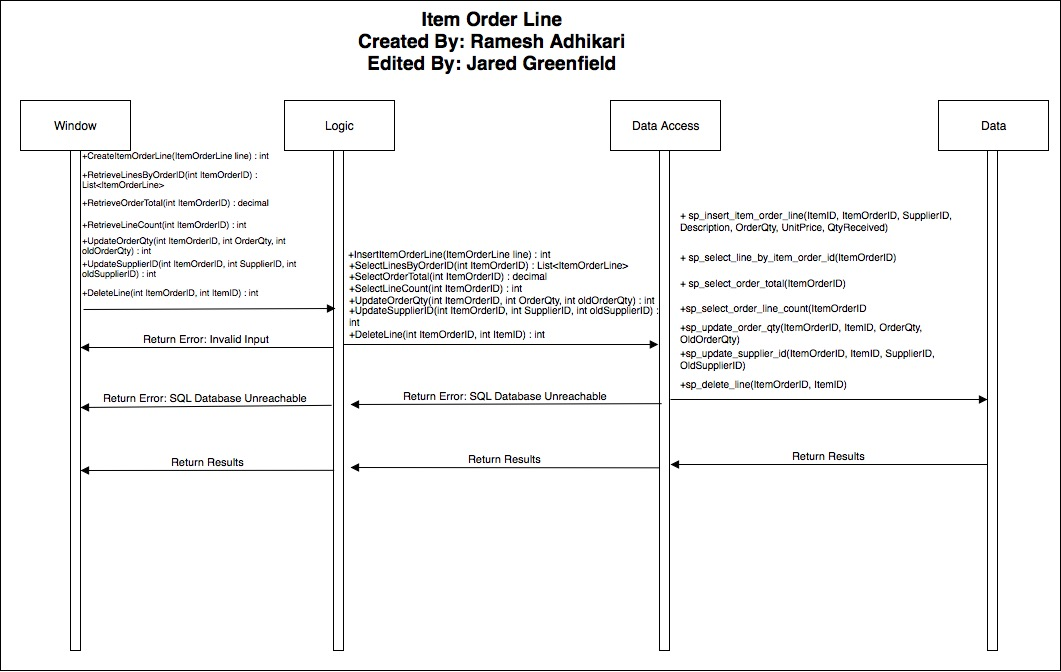 Item Order Line
Created By: Ramesh Adhikari
Edited By: Jared Greenfield
Window
Logic
Data Access
Data
+CreateItemOrderLine(ItemOrderLine line) : int
+RetrieveLinesByOrderID(int ItemOrderID) :
List<ItemOrderLine>
+RetrieveOrderTotal(int ItemOrderID) : decimal
+RetrieveLineCount(int ItemOrderID) : int
+UpdateOrderQty(int ItemOrderID, int OrderQty, int
oldOrderQty) : int
+UpdateSupplierID(int ItemOrderID, int SupplierID, int
oldSupplierID) : int
+DeleteLine(int ItemOrderID, int ItemID) : int
+InsertItemOrderLine(ItemOrderLine line) : int
+SelectLinesByOrderID(int ItemOrderID) : List<ItemOrderLine>
+SelectOrderTotal(int ItemOrderID) : decimal
+SelectLineCount(int ItemOrderID) : int
+UpdateOrderQty(int ItemOrderID, int OrderQty, int oldOrderQty) : int
+UpdateSupplierID(int ItemOrderID, int SupplierID, int oldSupplierID) :
int
+DeleteLine(int ItemOrderID, int ItemID) : int
+ sp_insert_item_order_line(ItemID, ItemOrderID, SupplierID,
Description, OrderQty, UnitPrice, QtyReceived)
+ sp_select_line_by_item_order_id(ItemOrderID)
+ sp_select_order_total(ItemOrderID)
+sp_select_order_line_count(ItemOrderID
+sp_update_order_qty(ItemOrderID, ItemID, OrderQty,
OldOrderQty)
+sp_update_supplier_id(ItemOrderID, ItemID, SupplierID,
OldSupplierID)
+sp_delete_line(ItemOrderID, ItemID)
Return Error: Invalid Input
Return Error: SQL Database Unreachable
Return Error: SQL Database Unreachable
Return Results
Return Results
Return Results